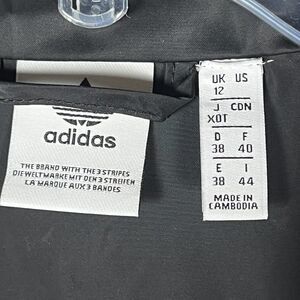 adidas
THE BRAND WITH THE 3 STRIPES
DIE WELTMARKE MIT DEN 3 STREIFEN
LA MARQUE AUX 3 BANDES
UK US
12
J CDN
XOT
D F
38 40
E I
38 44
MADE IN
CAMBODIA